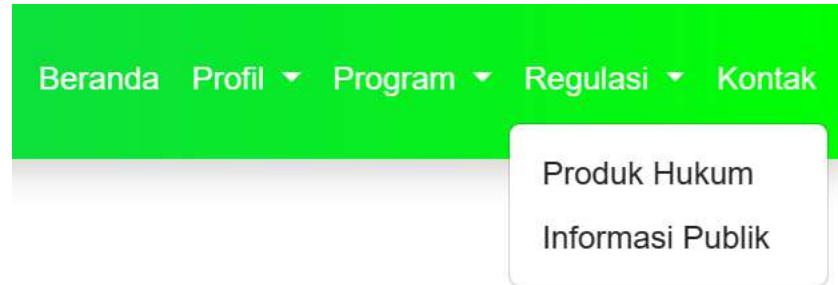 Beranda Profil Program Regulasi Kontak
Produk Hukum
Informasi Publik